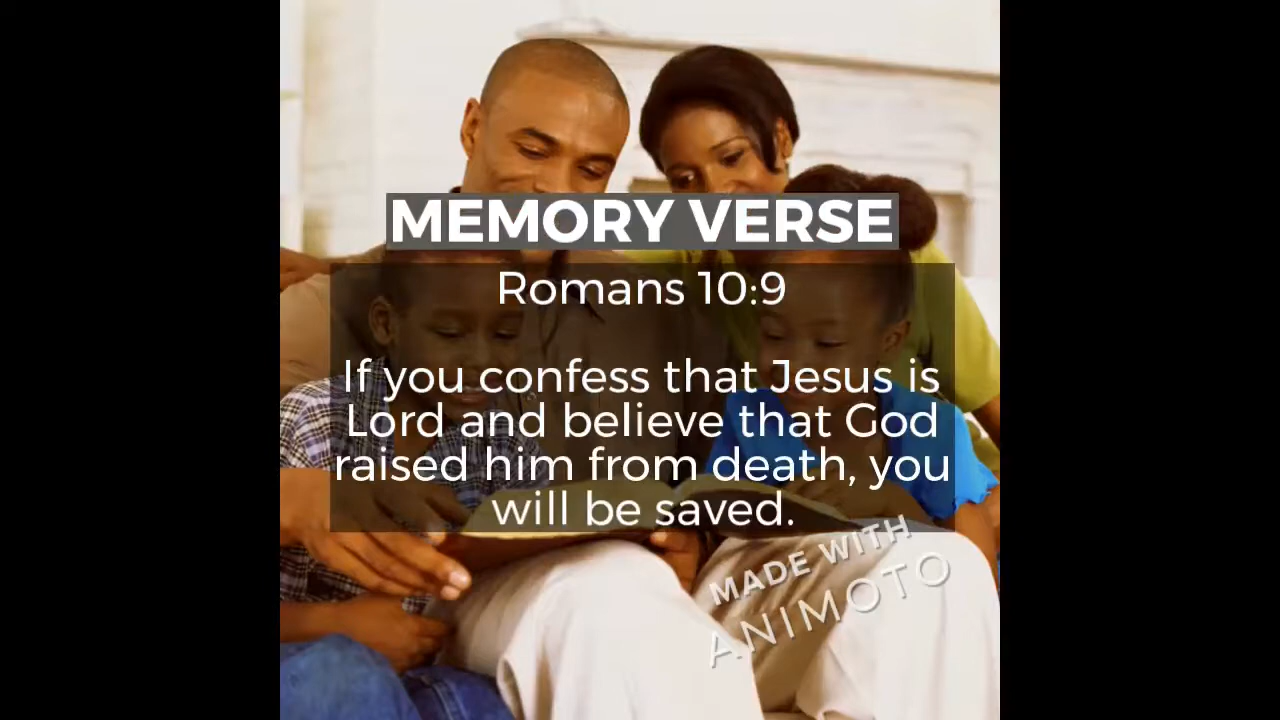 MEMORY VERSE
Romans 10:9
If you confess that Jesus is
Lord and believe that God
raised him from death, you
will be saved.
MADE WITH
ANIMOTO